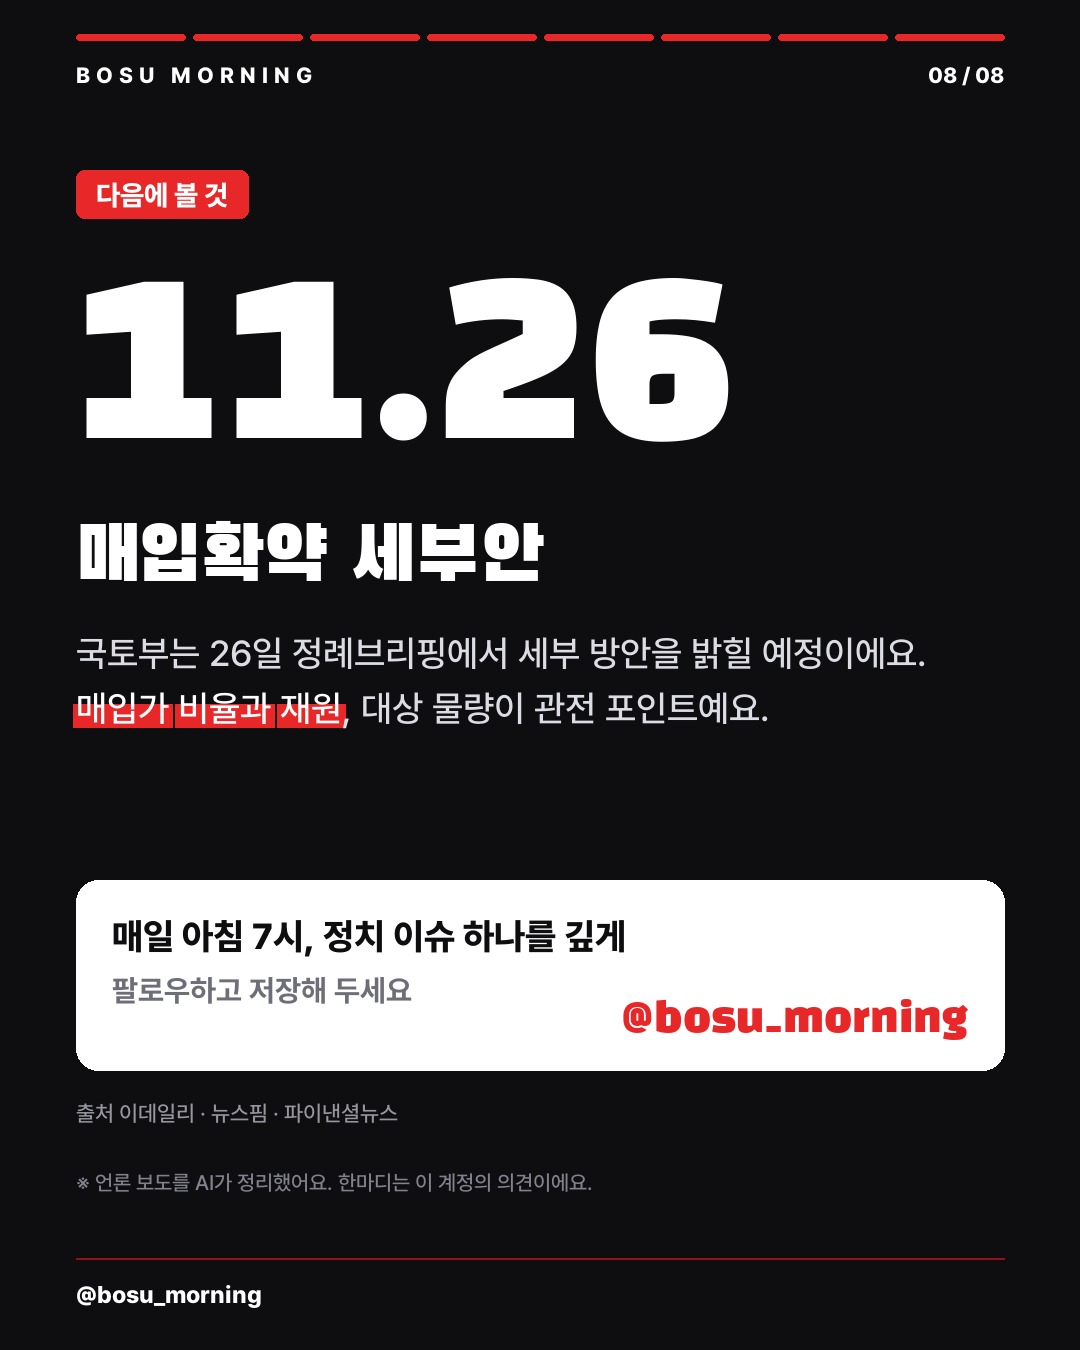 BOSU MORNING
08 / 08
다음에 볼 것
11.26
매입확약 세부안
국토부는 26일 정례브리핑에서 세부 방안을 밝힐 예정이에요.
매입가 비율과 재원, 대상 물량이 관전 포인트예요.
매일 아침 7시, 정치 이슈 하나를 깊게
팔로우하고 저장해 두세요
@bosu_morning
출처 이데일리 · 뉴스핌 · 파이낸셜뉴스
※ 언론 보도를 AI가 정리했어요. 한마디는 이 계정의 의견이에요.
@bosu_morning